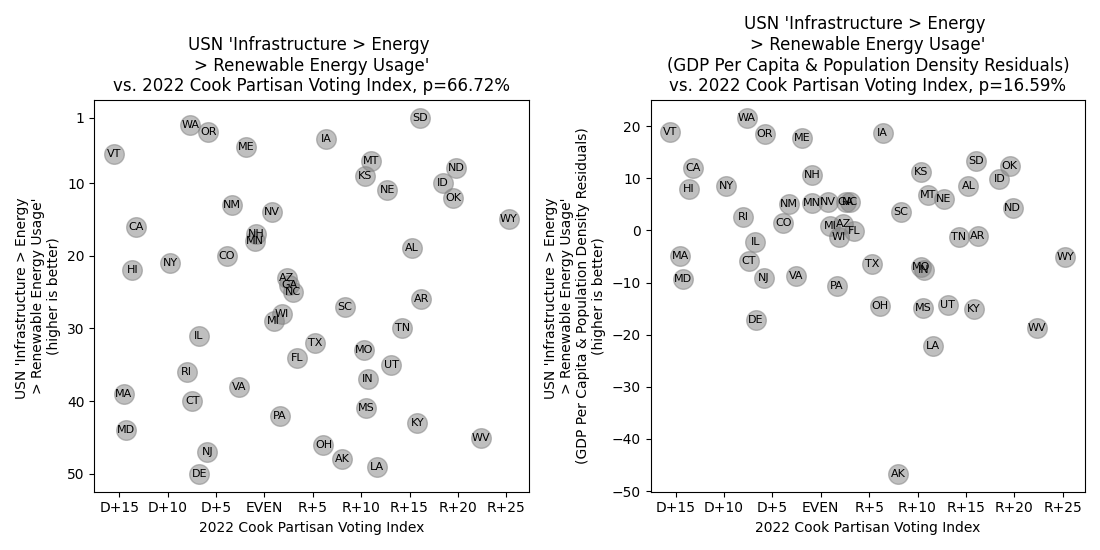 USN 'Infrastructure > Energy
> Renewable Energy Usage'
vs. 2022 Cook Partisan Voting Index, p=66.72%
USN 'Infrastructure > Energy
> Renewable Energy Usage'
(higher is better)
1
10
20
30
40
50
SD
WA
OR
IA
ME
VT
MT
ND
KS
ID
NE
OK
NM
NV
WY
CA
NH
MN
AL
CO
NY
HI
AZ
GA
NC
AR
SC
WI
MI
TN
IL
TX
MO
FL
UT
RI
IN
VA
MA
CT
MS
PA
KY
MD
WV
OH
NJ
AK
LA
DE
D+15 D+10 D+5 EVEN R+5 R+10 R+15 R+20 R+25
2022 Cook Partisan Voting Index
USN 'Infrastructure > Energy
> Renewable Energy Usage'
(GDP Per Capita & Population Density Residuals)
vs. 2022 Cook Partisan Voting Index, p=16.59%
USN 'Infrastructure > Energy
> Renewable Energy Usage'
(GDP Per Capita & Population Density Residuals)
(higher is better)
20
10
0
−10
−20
−30
−40
−50
WA
VT
OR
IA
ME
SD
OK
CA
KS
NH
ID
NY
AL
HI
MT
NE
NV
GA
NC
MN
NM
ND
SC
RI
CO
AZ
MI
FL
AR
TN
WI
IL
MA
WY
CT
TX
MO
IN
VA
NJ
MD
PA
UT
OH
MS
KY
DE
WV
LA
AK
D+15 D+10 D+5 EVEN R+5 R+10 R+15 R+20 R+25
2022 Cook Partisan Voting Index